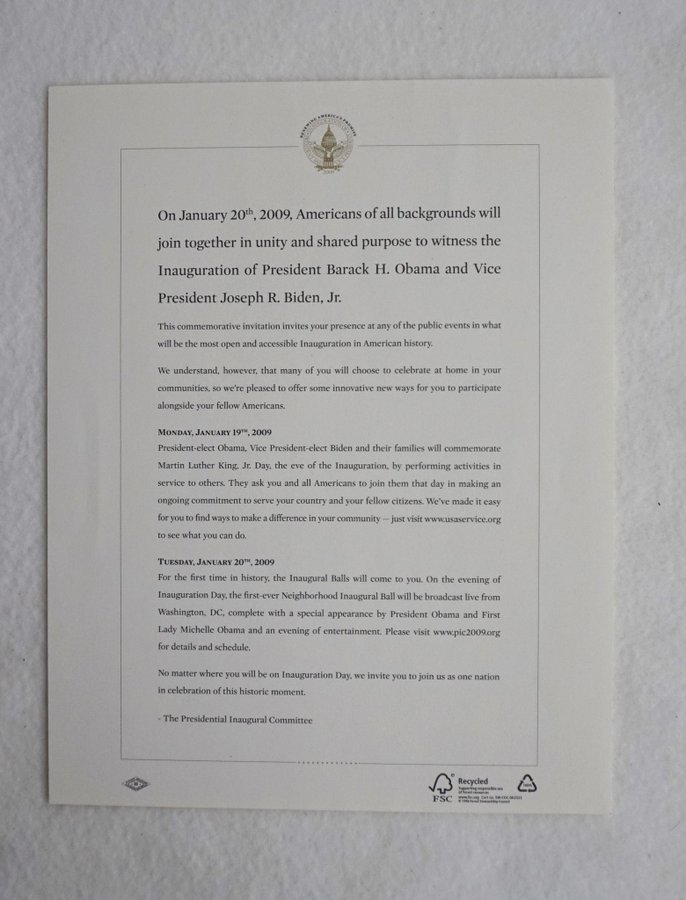 RENEWING AMERICA'S PROMISE
2009
On January 20th, 2009, Americans of all backgrounds will
join together in unity and shared purpose to witness the
Inauguration of President Barack H. Obama and Vice
President Joseph R. Biden, Jr.
This commemorative invitation invites your presence at any of the public events in what
will be the most open and accessible Inauguration in American history.
We understand, however, that many of you will choose to celebrate at home in your
communities, so we're pleased to offer some innovative new ways for you to participate
alongside your fellow Americans.
Monday, January 19th, 2009
President-elect Obama, Vice President-elect Biden and their families will commemorate
Martin Luther King, Jr. Day, the eve of the Inauguration, by performing activities in
service to others. They ask you and all Americans to join them that day in making an
ongoing commitment to serve your country and your fellow citizens. We've made it easy
for you to find ways to make a difference in your community — just visit www.usaservice.org
to see what you can do.
Tuesday, January 20th, 2009
For the first time in history, the Inaugural Balls will come to you. On the evening of
Inauguration Day, the first-ever Neighborhood Inaugural Ball will be broadcast live from
Washington, DC, complete with a special appearance by President Obama and First
Lady Michelle Obama and an evening of entertainment. Please visit www.pic2009.org
for details and schedule.
No matter where you will be on Inauguration Day, we invite you to join us as one nation
in celebration of this historic moment.
- The Presidential Inaugural Committee
FSC
Recycled
Supporting responsible use
of forest resources